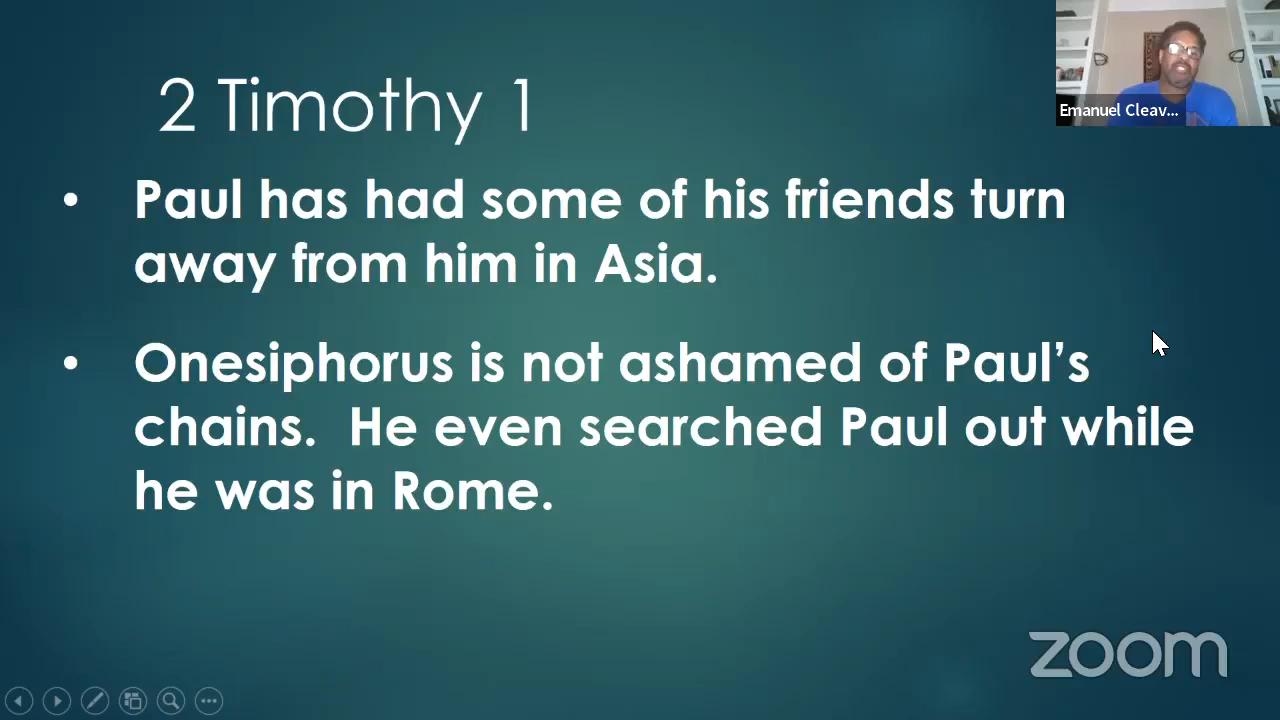 2 Timothy 1
Emanuel Cleav...
• Paul has had some of his friends turn
away from him in Asia.
• Onesiphorus is not ashamed of Paul’s
chains.  He even searched Paul out while
he was in Rome.
zoom